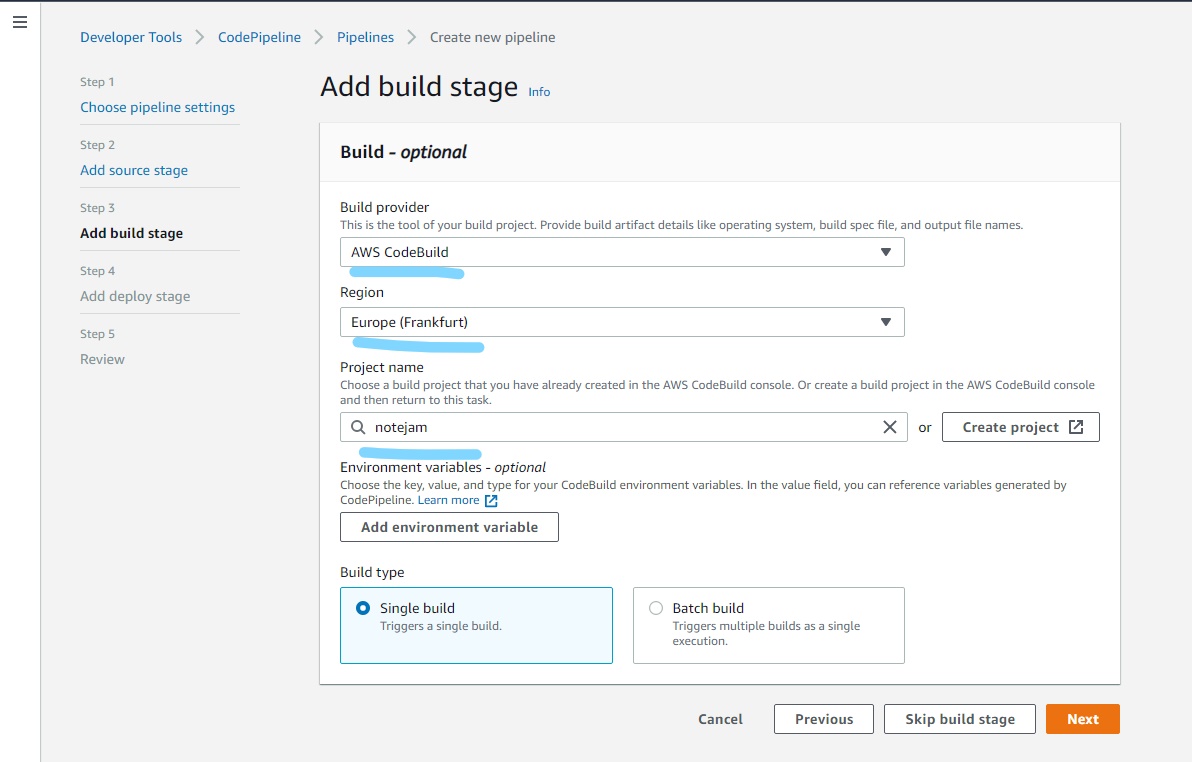 Developer Tools > CodePipeline > Pipelines > Create new pipeline
Step 1
Choose pipeline settings
Step 2
Add source stage
Step 3
Add build stage
Step 4
Add deploy stage
Step 5
Review
Add build stage Info
Build - optional
Build provider
This is the tool of your build project. Provide build artifact details like operating system, build spec file, and output file names.
AWS CodeBuild
Region
Europe (Frankfurt)
Project name
Choose a build project that you have already created in the AWS CodeBuild console. Or create a build project in the AWS CodeBuild console
and then return to this task.
notejam or Create project
Environment variables - optional
Choose the key, value, and type for your CodeBuild environment variables. In the value field, you can reference variables generated by
CodePipeline. Learn more
Add environment variable
Build type
Single build
Triggers a single build.
Batch build
Triggers multiple builds as a single
execution.
Cancel Previous Skip build stage Next